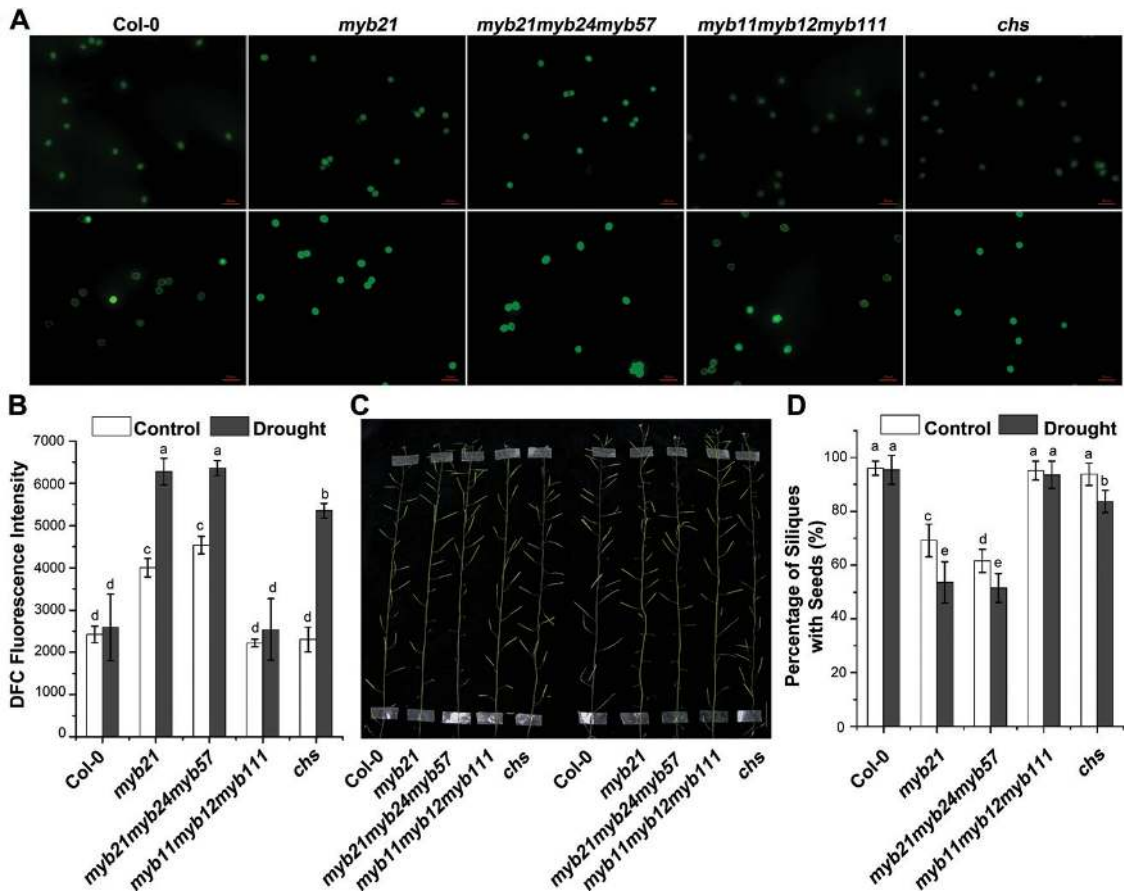 A
Col-0
myb21
myb21myb24myb57
myb11myb12myb111
chs
B
Control
Drought
DFC Fluorescence Intensity
7000
6000
5000
4000
3000
2000
1000
0
d
d
c
a
c
a
d
d
d
b
Col-0
myb21
myb21myb24myb57
myb11myb12myb111
chs
C
Col-0
myb21
myb21myb24myb57
myb11myb12myb111
chs
Col-0
myb21
myb21myb24myb57
myb11myb12myb111
chs
D
Control
Drought
Percentage of Siliques
with Seeds (%)
100
80
60
40
20
0
a
a
c
e
d
e
a
a
a
b
Col-0
myb21
myb21myb24myb57
myb11myb12myb111
chs